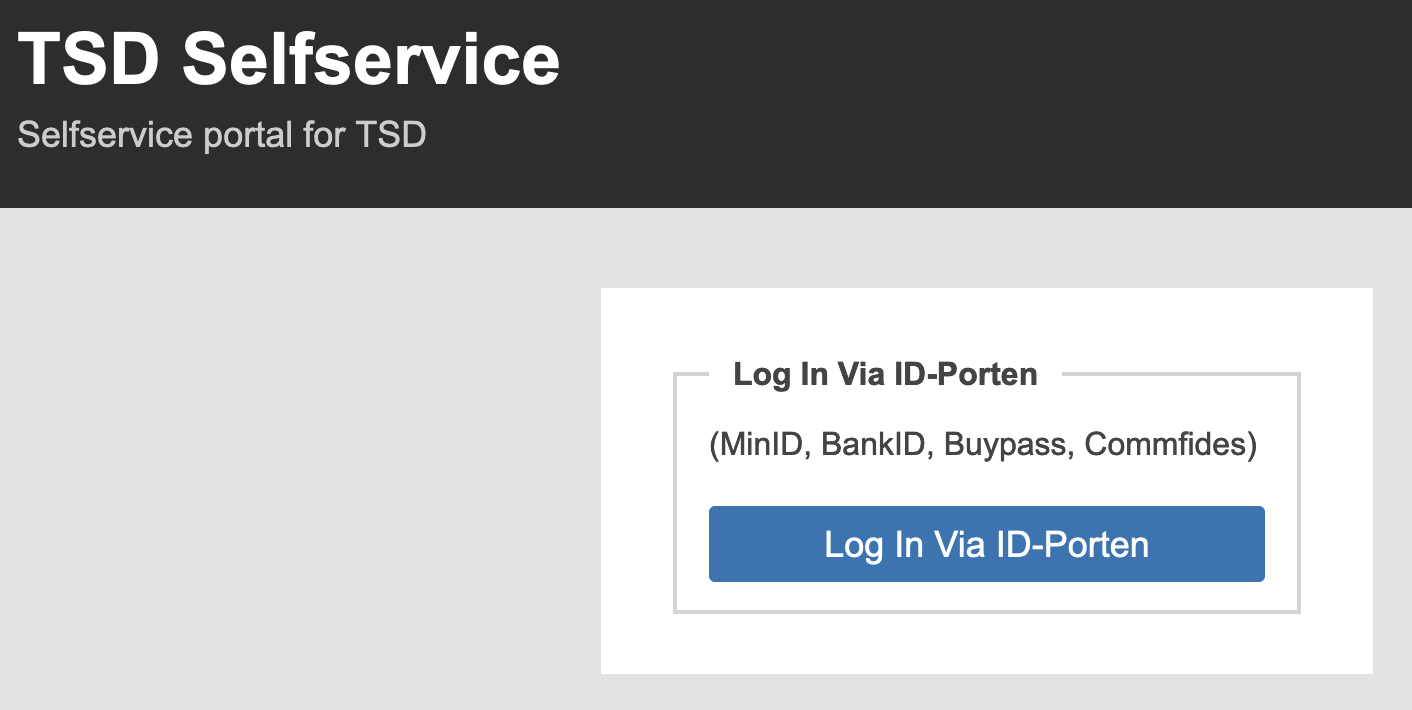 TSD Selfservice
Selfservice portal for TSD
Log In Via ID-Porten
(MinID, BankID, Buypass, Commfides)
Log In Via ID-Porten